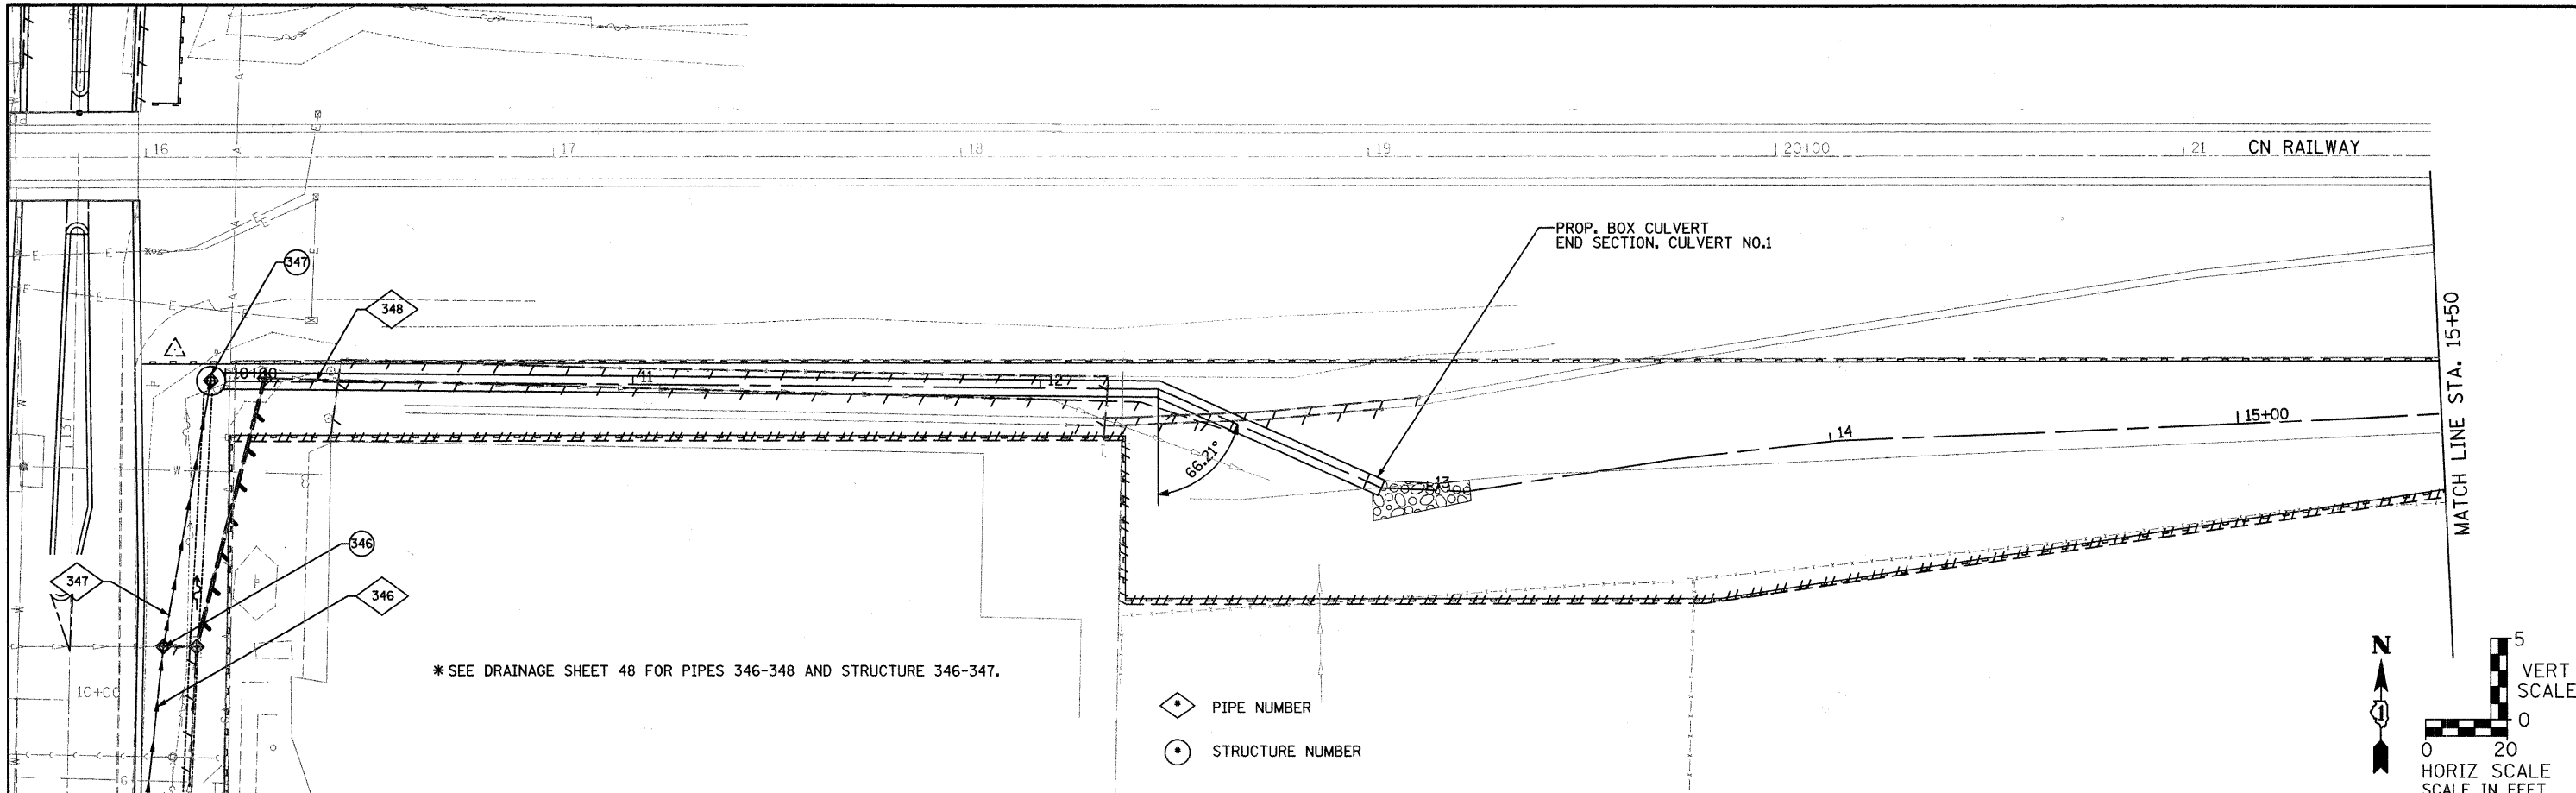 16
17
18
19
20+00
21
CN RAILWAY
PROP. BOX CULVERT
END SECTION, CULVERT NO.1
347
348
10+00
11
12
66.21°
13
14
15+00
MATCH LINE STA. 15+50
346
347
346
137
10+00
*SEE DRAINAGE SHEET 48 FOR PIPES 346-348 AND STRUCTURE 346-347.
* PIPE NUMBER
* STRUCTURE NUMBER
N
1
5
VERT
SCALE
0
0
20
HORIZ SCALE
SCALE IN FEET